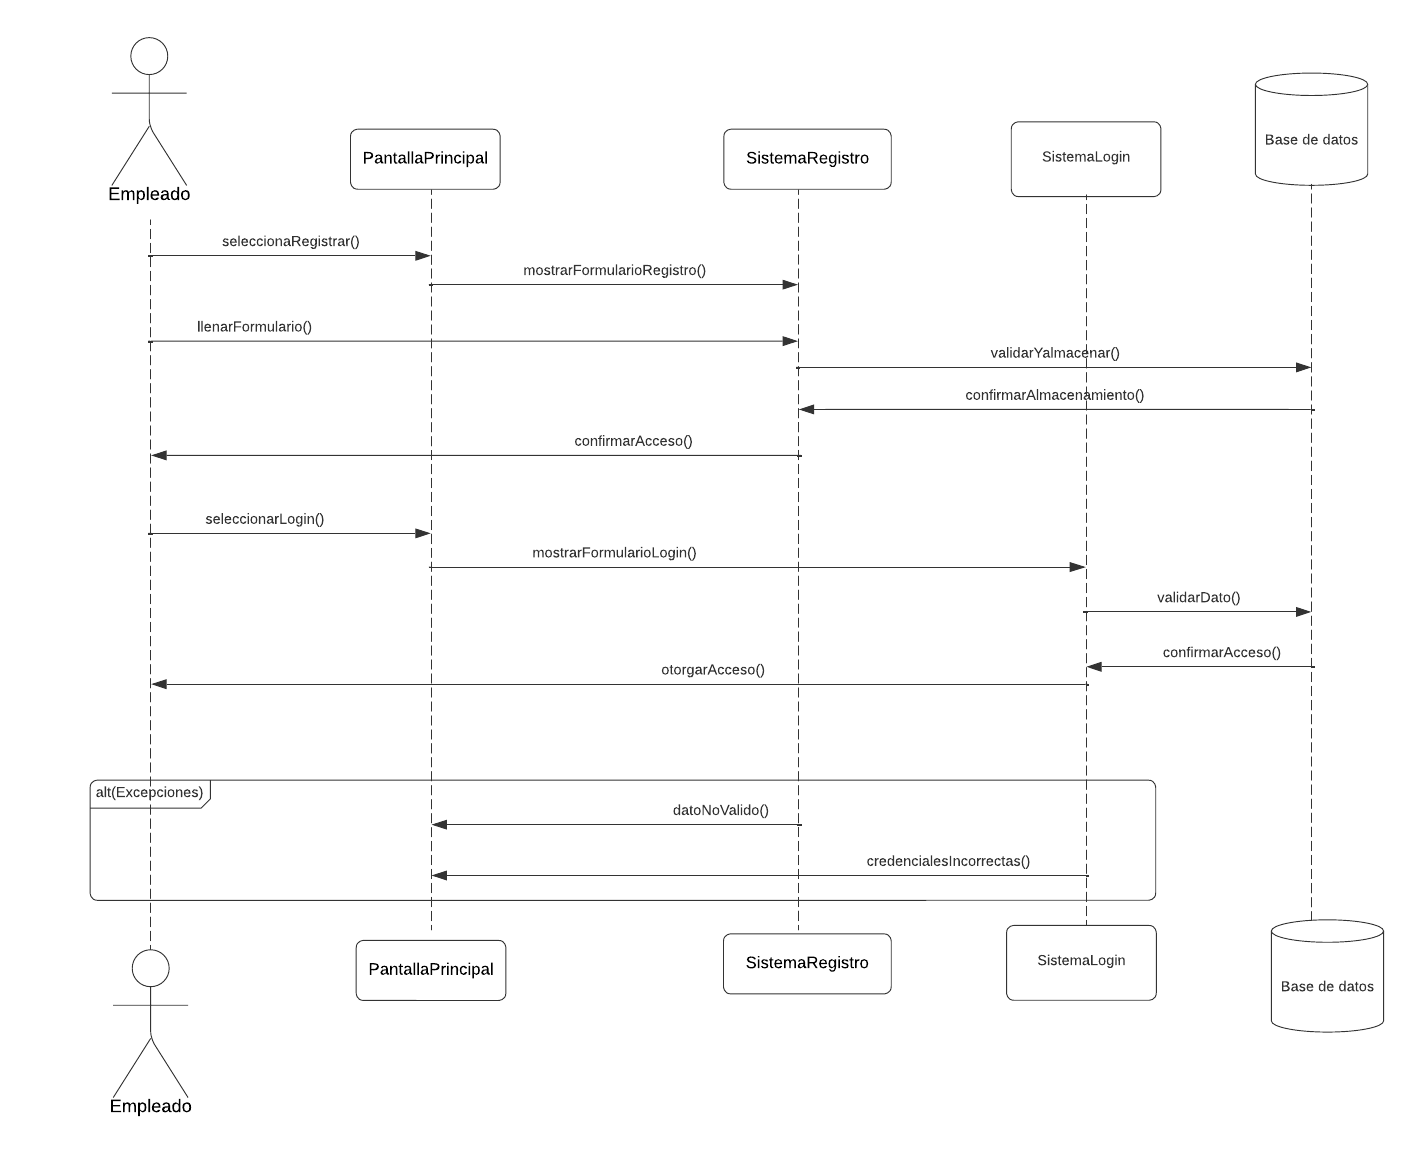 Empleado
PantallaPrincipal
SistemaRegistro
SistemaLogin
Base de datos
seleccionaRegistrar()
mostrarFormularioRegistro()
llenarFormulario()
validarYalmacenar()
confirmarAlmacenamiento()
confirmarAcceso()
seleccionarLogin()
mostrarFormularioLogin()
validarDato()
confirmarAcceso()
otorgarAcceso()
alt(Excepciones)
datoNoValido()
credencialesIncorrectas()
PantallaPrincipal
SistemaRegistro
SistemaLogin
Base de datos
Empleado